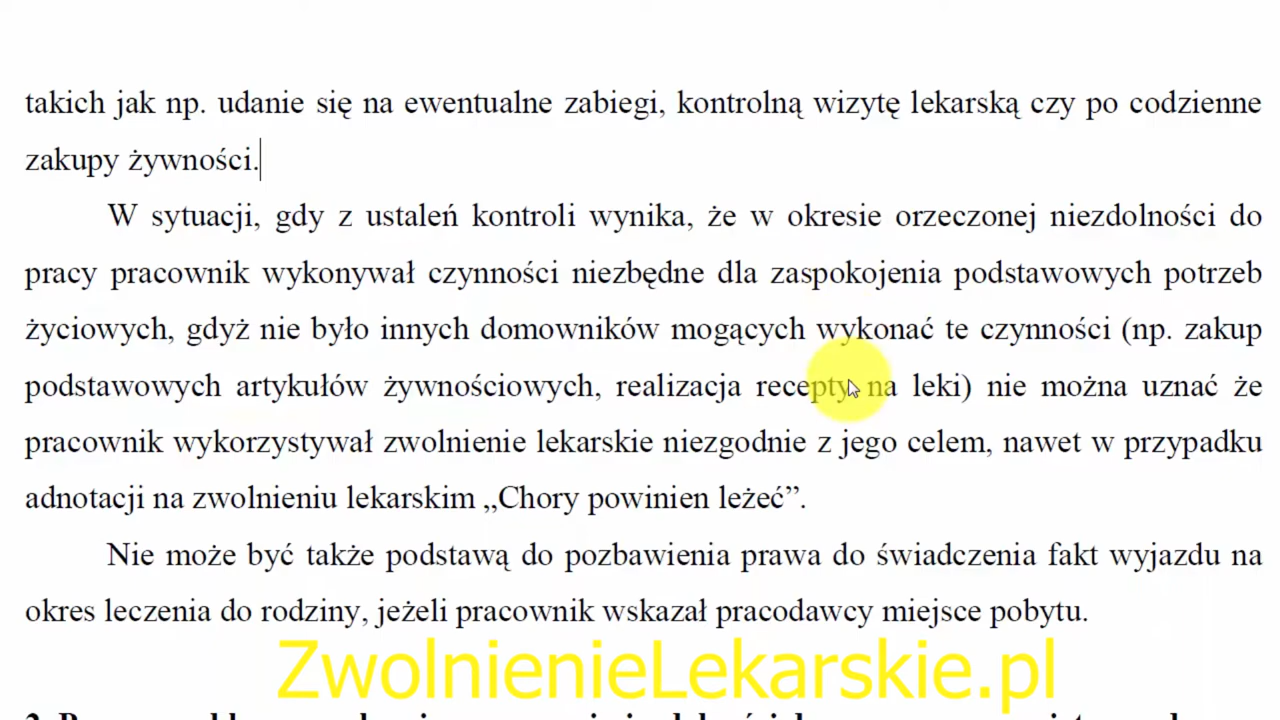 takich jak np. udanie się na ewentualne zabiegi, kontrolną wizytę lekarską czy po codzienne
zakupy żywności.
W sytuacji, gdy z ustaleń kontroli wynika, że w okresie orzeczonej niezdolności do
pracy pracownik wykonywał czynności niezbędne dla zaspokojenia podstawowych potrzeb
życiowych, gdyż nie było innych domowników mogących wykonać te czynności (np. zakup
podstawowych artykułów żywnościowych, realizacja recepty na leki) nie można uznać że
pracownik wykorzystywał zwolnienie lekarskie niezgodnie z jego celem, nawet w przypadku
adnotacji na zwolnieniu lekarskim „Chory powinien leżeć”.
Nie może być także podstawą do pozbawienia prawa do świadczenia fakt wyjazdu na
okres leczenia do rodziny, jeżeli pracownik wskazał pracodawcy miejsce pobytu.
ZwolnienieLekarskie.pl